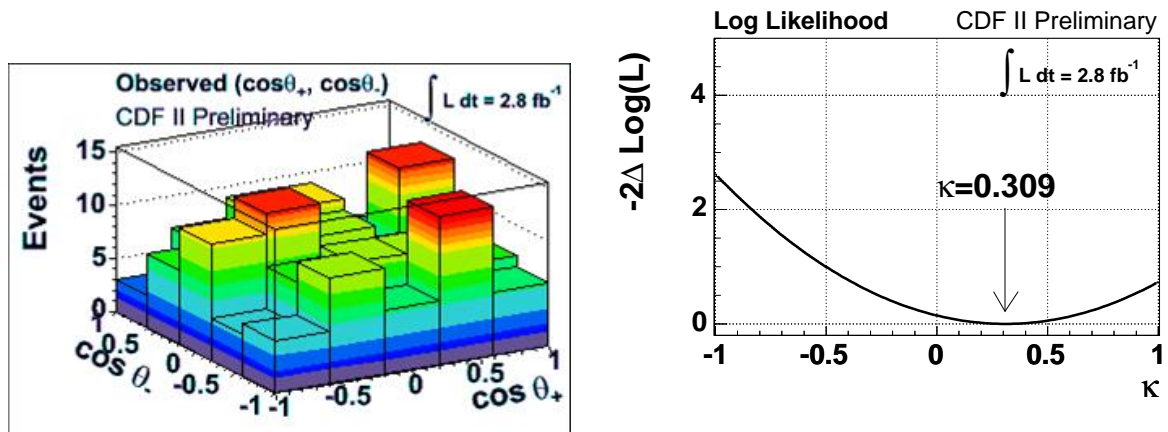 Observed (cosθ₊, cosθ₋)
CDF II Preliminary
∫ L dt = 2.8 fb⁻¹
Events
15
10
5
0
1
0.5
0
-0.5
-1
cos θ₋
-1
-0.5
0
0.5
1
cos θ₊
Log Likelihood CDF II Preliminary
∫ L dt = 2.8 fb⁻¹
-2Δ Log(L)
4
2
0
κ=0.309
-1 -0.5 0 0.5 1
κ